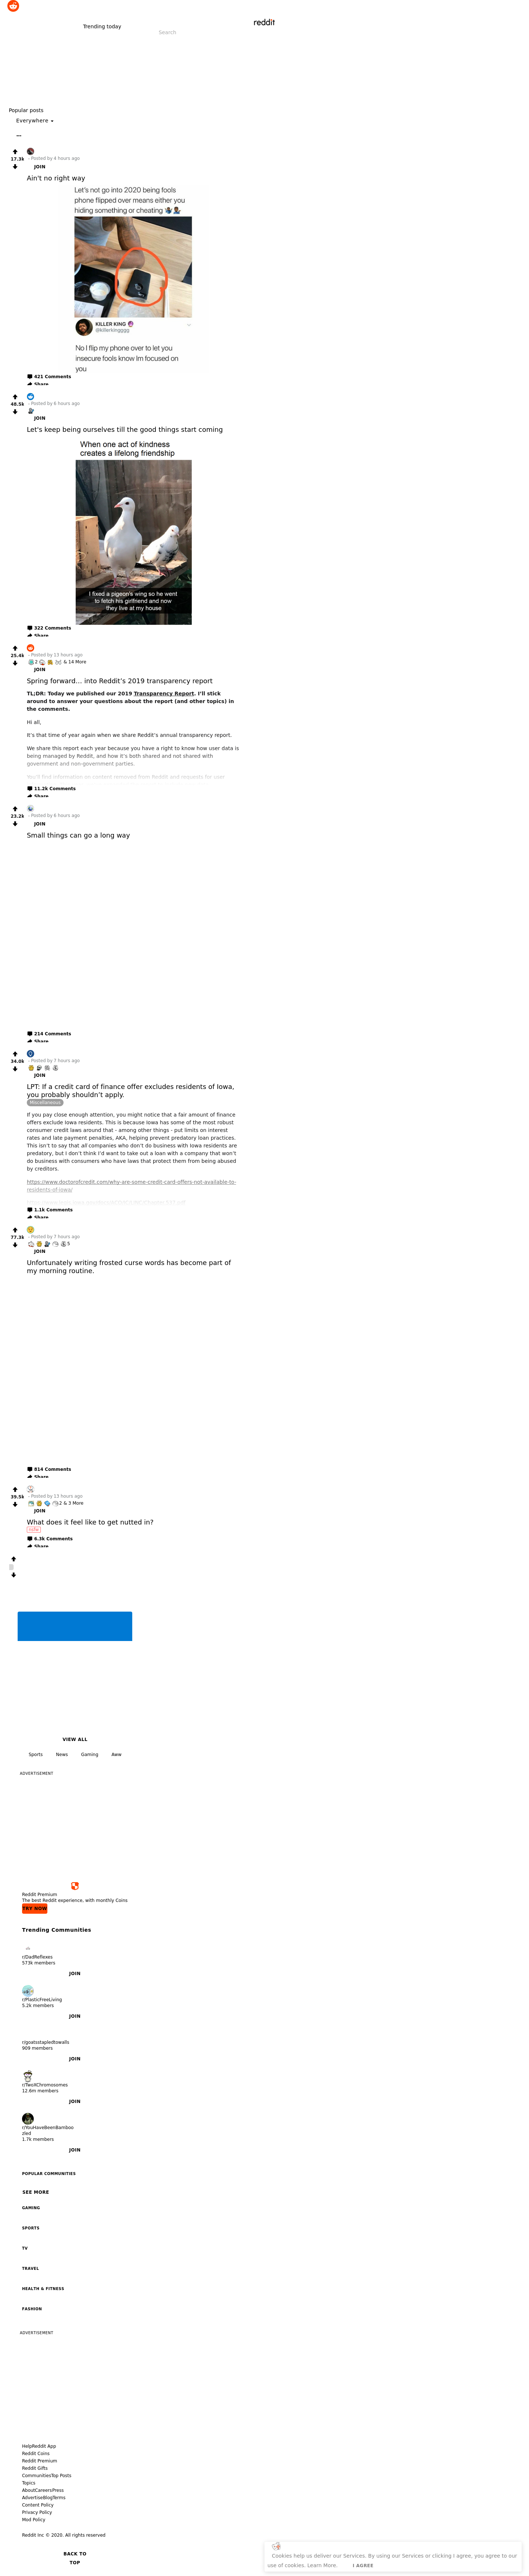 reddit
Trending today
Search
Popular posts
Everywhere
17.3k
- Posted by 4 hours ago
JOIN
Ain't no right way
Let's not go into 2020 being fools
phone flipped over means either you
hiding something or cheating
KILLER KING
@killerkingggg
No I flip my phone over to let you
insecure fools know Im focused on
you
421 Comments
Share
48.5k
- Posted by 6 hours ago
JOIN
Let's keep being ourselves till the good things start coming
When one act of kindness
creates a lifelong friendship
I fixed a pigeon's wing so he went
to fetch his girlfriend and now
they live at my house
322 Comments
Share
25.4k
- Posted by 13 hours ago
2 & 14 More
JOIN
Spring forward… into Reddit's 2019 transparency report
TL;DR: Today we published our 2019 Transparency Report. I'll stick
around to answer your questions about the report (and other topics) in
the comments.
Hi all,
It's that time of year again when we share Reddit's annual transparency report.
We share this report each year because you have a right to know how user data is
being managed by Reddit, and how it's both shared and not shared with
government and non-government parties.
You'll find information on content removed from Reddit and requests for user
11.2k Comments
Share
23.2k
- Posted by 6 hours ago
JOIN
Small things can go a long way
214 Comments
Share
34.0k
- Posted by 7 hours ago
JOIN
LPT: If a credit card of finance offer excludes residents of Iowa,
you probably shouldn't apply.
Miscellaneous
If you pay close enough attention, you might notice that a fair amount of finance
offers exclude Iowa residents. This is because Iowa has some of the most robust
consumer credit laws around that - among other things - put limits on interest
rates and late payment penalties, AKA, helping prevent predatory loan practices.
This isn't to say that all companies who don't do business with Iowa residents are
predatory, but I don't think I'd want to take out a loan with a company that won't
do business with consumers who have laws that protect them from being abused
by creditors.
https://www.doctorofcredit.com/why-are-some-credit-card-offers-not-available-to-
residents-of-iowa/
1.1k Comments
Share
77.3k
- Posted by 7 hours ago
5
JOIN
Unfortunately writing frosted curse words has become part of
my morning routine.
814 Comments
Share
39.5k
- Posted by 13 hours ago
2 & 3 More
JOIN
What does it feel like to get nutted in?
nsfw
6.3k Comments
Share
VIEW ALL
Sports News Gaming Aww
ADVERTISEMENT
Reddit Premium
The best Reddit experience, with monthly Coins
TRY NOW
Trending Communities
r/DadReflexes
573k members
JOIN
r/PlasticFreeLiving
5.2k members
JOIN
r/goatsstapledtowalls
909 members
JOIN
r/TwoXChromosomes
12.6m members
JOIN
r/YouHaveBeenBamboo
zled
1.7k members
JOIN
POPULAR COMMUNITIES
SEE MORE
GAMING
SPORTS
TV
TRAVEL
HEALTH & FITNESS
FASHION
ADVERTISEMENT
HelpReddit App
Reddit Coins
Reddit Premium
Reddit Gifts
CommunitiesTop Posts
Topics
AboutCareersPress
AdvertiseBlogTerms
Content Policy
Privacy Policy
Mod Policy
Reddit Inc © 2020. All rights reserved
BACK TO
TOP
Cookies help us deliver our Services. By using our Services or clicking I agree, you agree to our
use of cookies. Learn More. I AGREE